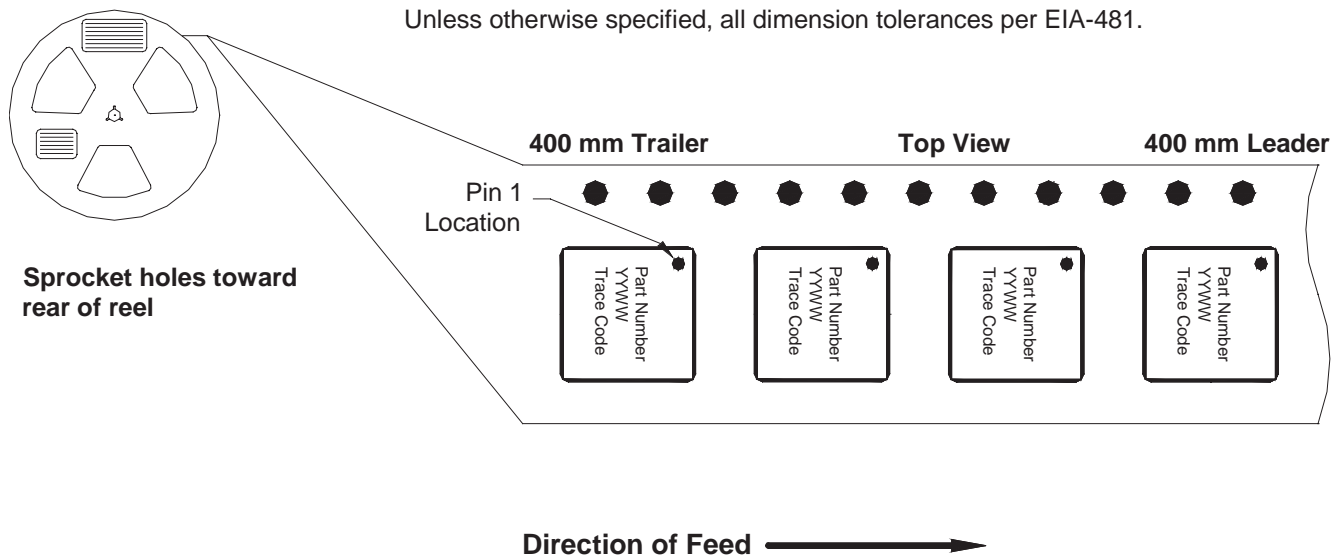 Unless otherwise specified, all dimension tolerances per EIA-481.
400 mm Trailer
Top View
400 mm Leader
Pin 1
Location
Sprocket holes toward
rear of reel
Part Number
YYWW
Trace Code
Part Number
YYWW
Trace Code
Part Number
YYWW
Trace Code
Part Number
YYWW
Trace Code
Direction of Feed